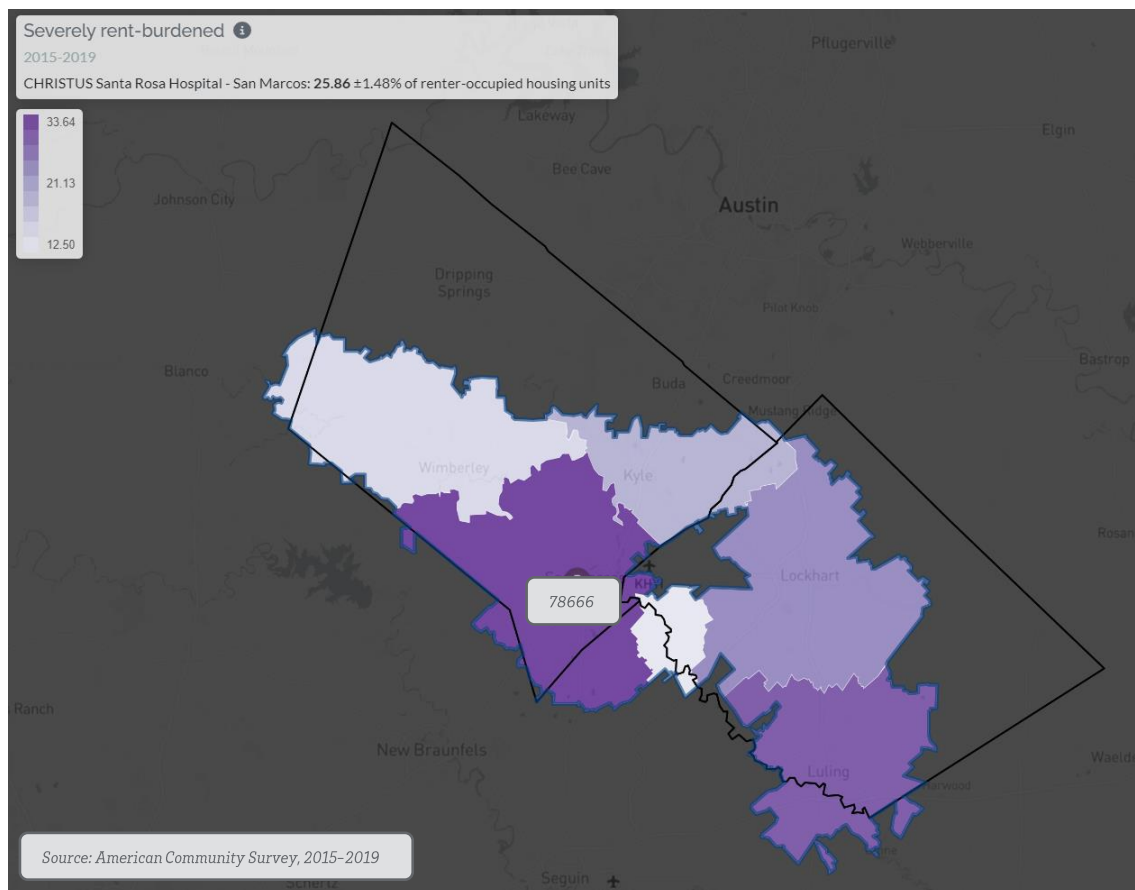 Severely rent-burdened
2015-2019
CHRISTUS Santa Rosa Hospital - San Marcos: 25.86 ±1.48% of renter-occupied housing units
33.64
21.13
12.50
Pflugerville
Lakeway
Elgin
Bee Cave
Johnson City
Austin
Webberville
Dripping
Springs
Pilot Knob
Bastrop
Blanco
Buda
Creedmoor
Mustang Ridge
Wimberley
Kyle
Rosan
Lockhart
KH
78666
Ranch
New Braunfels
Waelde
Luling
Harwood
Source: American Community Survey, 2015-2019
Schertz
Seguin